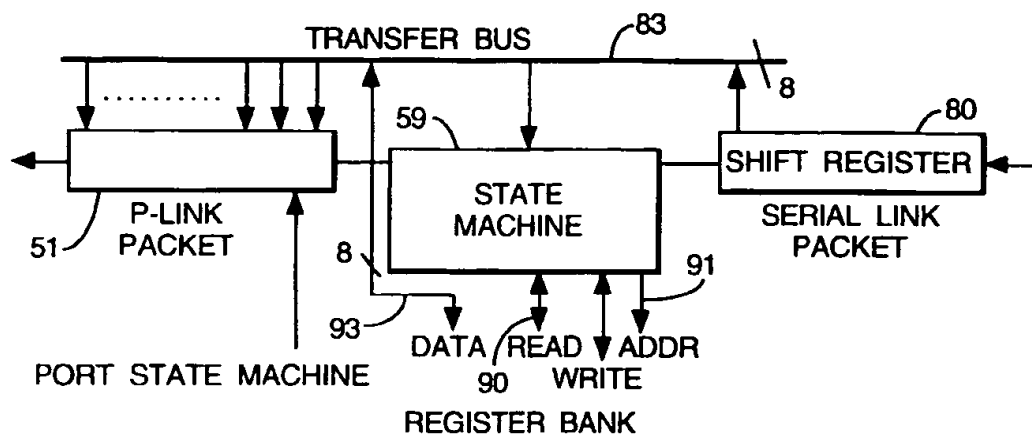 TRANSFER BUS
83
8
59
80
STATE
MACHINE
SHIFT REGISTER
P-LINK
PACKET
SERIAL LINK
PACKET
51
8
91
93
DATA READ ADDR
90
WRITE
PORT STATE MACHINE
REGISTER BANK